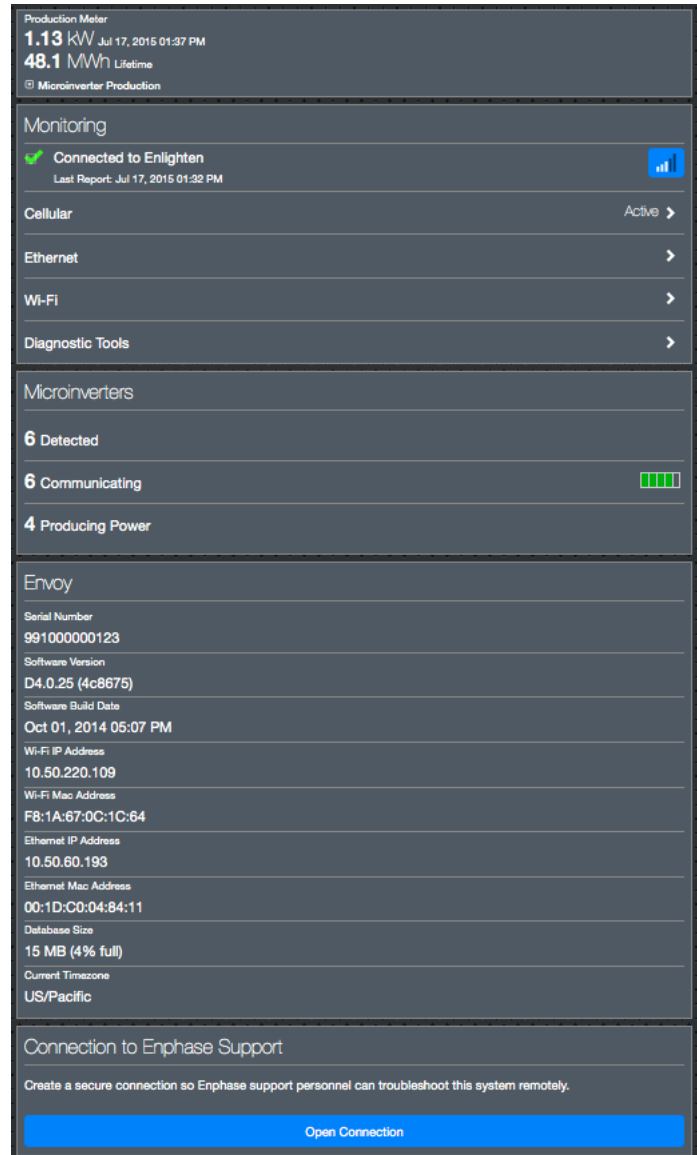 Production Meter
1.13 kW Jul 17, 2015 01:37 PM
48.1 MWh Lifetime
Microinverter Production
Monitoring
Connected to Enlighten
Last Report: Jul 17, 2015 01:32 PM
Cellular Active
Ethernet
Wi-Fi
Diagnostic Tools
Microinverters
6 Detected
6 Communicating
4 Producing Power
Envoy
Serial Number
991000000123
Software Version
D4.0.25 (4c8675)
Software Build Date
Oct 01, 2014 05:07 PM
Wi-Fi IP Address
10.50.220.109
Wi-Fi Mac Address
F8:1A:67:0C:1C:64
Ethernet IP Address
10.50.60.193
Ethernet Mac Address
00:1D:C0:04:84:11
Database Size
15 MB (4% full)
Current Timezone
US/Pacific
Connection to Enphase Support
Create a secure connection so Enphase support personnel can troubleshoot this system remotely.
Open Connection